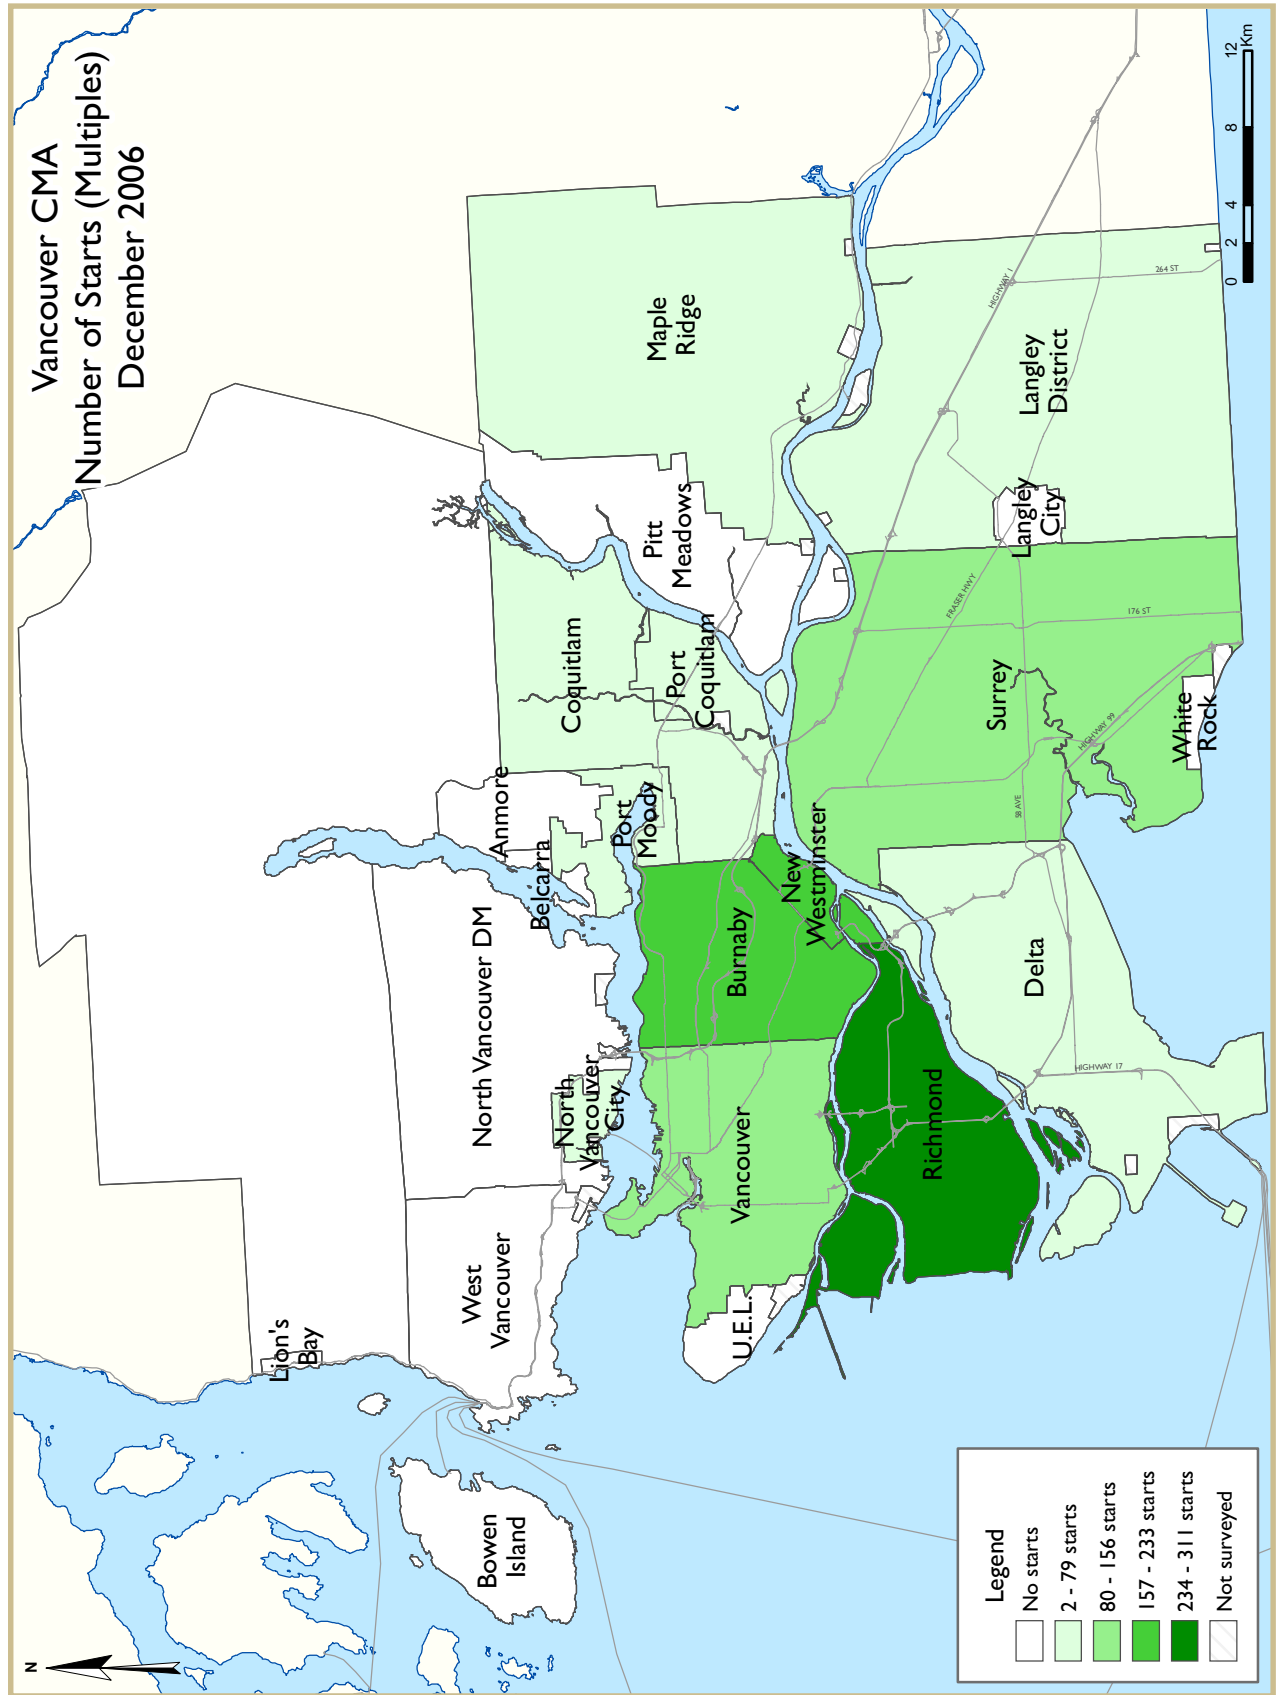 Vancouver CMA
Number of Starts (Multiples)
December 2006
N
Lion's
Bay
Bowen
Island
West
Vancouver
North Vancouver DM
North
Vancouver
City
Belcarra
Anmore
Port
Moody
Coquitlam
Port
Coquitlam
Pitt
Meadows
Maple
Ridge
U.E.L.
Vancouver
Burnaby
New
Westminster
Richmond
Delta
Surrey
White
Rock
Langley
City
Langley
District
HIGHWAY 1
264 ST
FRASER HWY
176 ST
HIGHWAY 99
58 AVE
HIGHWAY 17
Legend
No starts
2 - 79 starts
80 - 156 starts
157 - 233 starts
234 - 311 starts
Not surveyed
0 2 4 8 12
Km